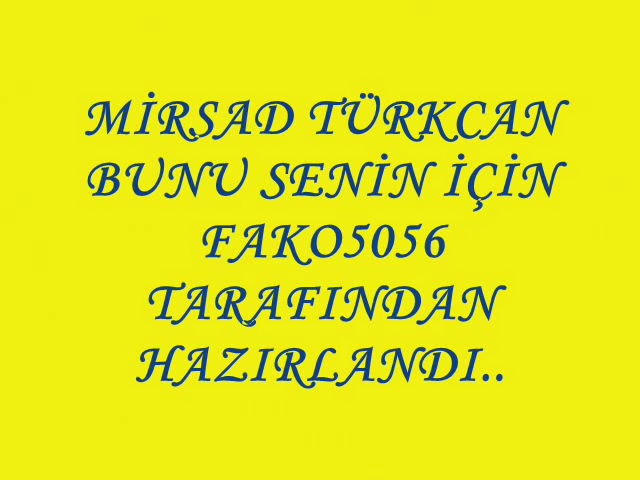 MİRSAD TÜRKCAN
BUNU SENİN İÇİN
FAKO5056
TARAFINDAN
HAZIRLANDI..